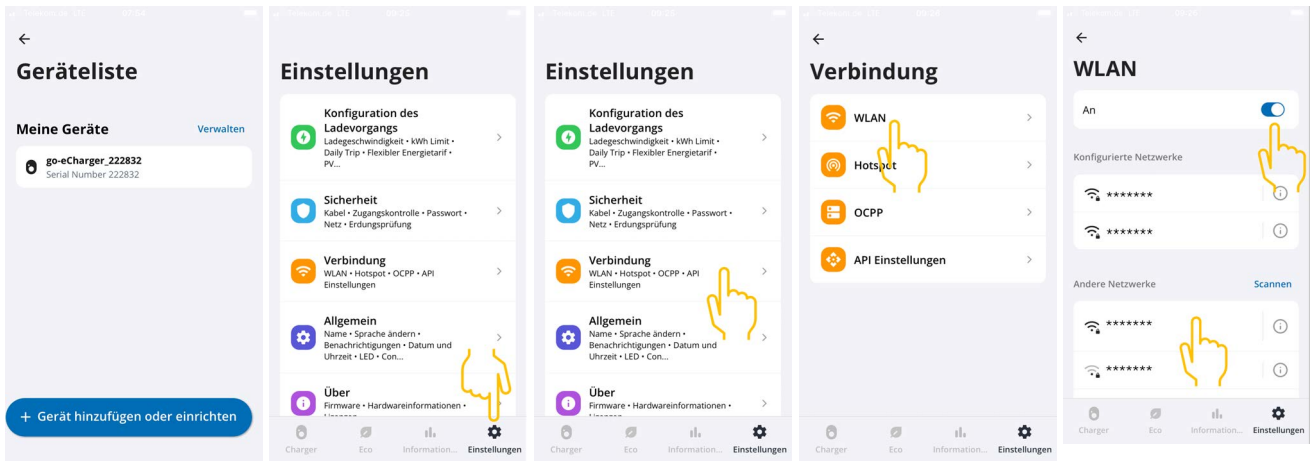 Geräteliste
Meine Geräte
Verwalten
go-eCharger_222832
Serial Number 222832
+ Gerät hinzufügen oder einrichten
Einstellungen
Konfiguration des
Ladevorgangs
Ladegeschwindigkeit • kWh Limit •
Daily Trip • Flexibler Energietarif •
PV...
Sicherheit
Kabel • Zugangskontrolle • Passwort •
Netz • Erdungsprüfung
Verbindung
WLAN • Hotspot • OCPP • API
Einstellungen
Allgemein
Name • Sprache ändern •
Benachrichtigungen • Datum und
Uhrzeit • LED • Con...
Über
Firmware • Hardwareinformationen •
Charger
Eco
Information...
Einstellungen
Einstellungen
Konfiguration des
Ladevorgangs
Ladegeschwindigkeit • kWh Limit •
Daily Trip • Flexibler Energietarif •
PV...
Sicherheit
Kabel • Zugangskontrolle • Passwort •
Netz • Erdungsprüfung
Verbindung
WLAN • Hotspot • OCPP • API
Einstellungen
Allgemein
Name • Sprache ändern •
Benachrichtigungen • Datum und
Uhrzeit • LED • Con...
Über
Firmware • Hardwareinformationen •
Charger
Eco
Information...
Einstellungen
Verbindung
WLAN
Hotspot
OCPP
API Einstellungen
Charger
Eco
Information...
Einstellungen
WLAN
An
Konfigurierte Netzwerke
*******
*******
Andere Netzwerke
Scannen
*******
*******
Charger
Eco
Information...
Einstellungen